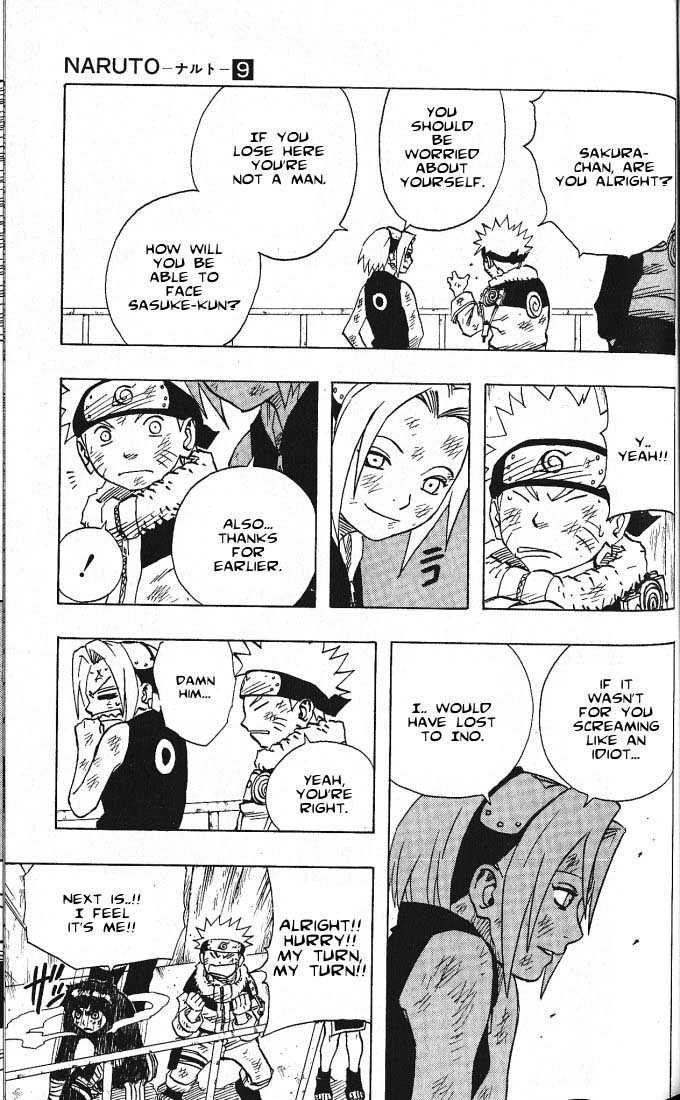 NARUTO—ナルト—9
SAKURA-
CHAN, ARE
YOU ALRIGHT?
YOU
SHOULD
BE
WORRIED
ABOUT
YOURSELF.
IF YOU
LOSE HERE
YOU'RE
NOT A MAN.
HOW WILL
YOU BE
ABLE TO
FACE
SASUKE-KUN?
Y..
YEAH!!
ニコ
ALSO...
THANKS
FOR
EARLIER.
!
IF IT
WASN'T
FOR YOU
SCREAMING
LIKE AN
IDIOT...
I.. WOULD
HAVE LOST
TO INO.
DAMN
HIM...
YEAH,
YOU'RE
RIGHT.
ALRIGHT!!
HURRY!!
MY TURN,
MY TURN!!
NEXT IS..!!
I FEEL
IT'S ME!!